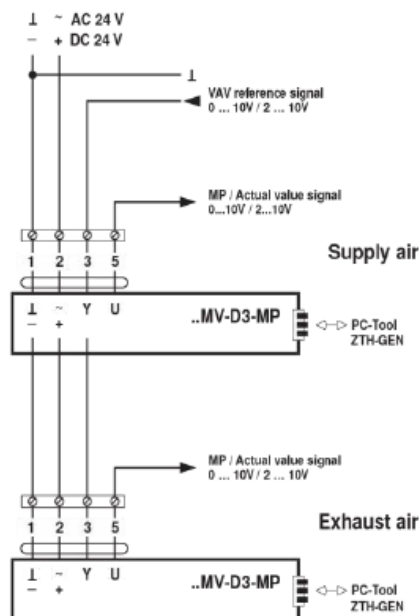 ⊥ ~ AC 24 V
– + DC 24 V
⊥
VAV reference signal
0 ... 10V / 2 ... 10V
MP / Actual value signal
0...10V / 2...10V
Supply air
1 2 3 5
⊥ ~ Y U
– +
..MV-D3-MP
PC-Tool
ZTH-GEN
MP / Actual value signal
0 ... 10V / 2 ... 10V
Exhaust air
1 2 3 5
⊥ ~ Y U
– +
..MV-D3-MP
PC-Tool
ZTH-GEN